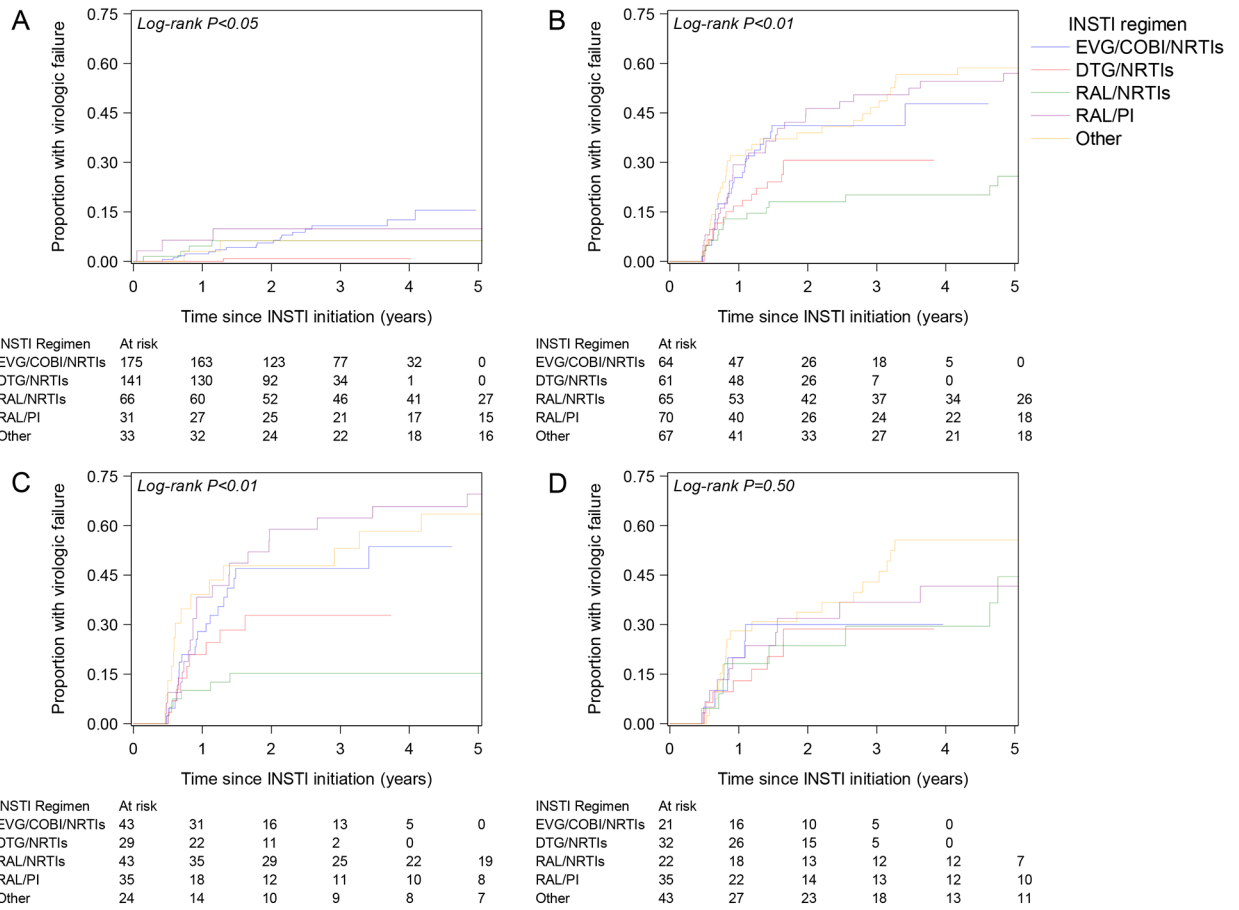 A
Log-rank P<0.05
0.75
0.60
0.45
0.30
0.15
0.00
Proportion with virologic failure
0 1 2 3 4 5
Time since INSTI initiation (years)
NSTI Regimen At risk
EVG/COBI/NRTIs 175 163 123 77 32 0
DTG/NRTIs 141 130 92 34 1 0
RAL/NRTIs 66 60 52 46 41 27
RAL/PI 31 27 25 21 17 15
Other 33 32 24 22 18 16
B
Log-rank P<0.01
0.75
0.60
0.45
0.30
0.15
0.00
Proportion with virologic failure
0 1 2 3 4 5
Time since INSTI initiation (years)
INSTI Regimen At risk
EVG/COBI/NRTIs 64 47 26 18 5 0
DTG/NRTIs 61 48 26 7 0
RAL/NRTIs 65 53 42 37 34 26
RAL/PI 70 40 26 24 22 18
Other 67 41 33 27 21 18
INSTI regimen
EVG/COBI/NRTIs
DTG/NRTIs
RAL/NRTIs
RAL/PI
Other
C
Log-rank P<0.01
0.75
0.60
0.45
0.30
0.15
0.00
Proportion with virologic failure
0 1 2 3 4 5
Time since INSTI initiation (years)
NSTI Regimen At risk
EVG/COBI/NRTIs 43 31 16 13 5 0
DTG/NRTIs 29 22 11 2 0
RAL/NRTIs 43 35 29 25 22 19
RAL/PI 35 18 12 11 10 8
Other 24 14 10 9 8 7
D
Log-rank P=0.50
0.75
0.60
0.45
0.30
0.15
0.00
Proportion with virologic failure
0 1 2 3 4 5
Time since INSTI initiation (years)
INSTI Regimen At risk
EVG/COBI/NRTIs 21 16 10 5 0
DTG/NRTIs 32 26 15 5 0
RAL/NRTIs 22 18 13 12 12 7
RAL/PI 35 22 14 13 12 10
Other 43 27 23 18 13 11